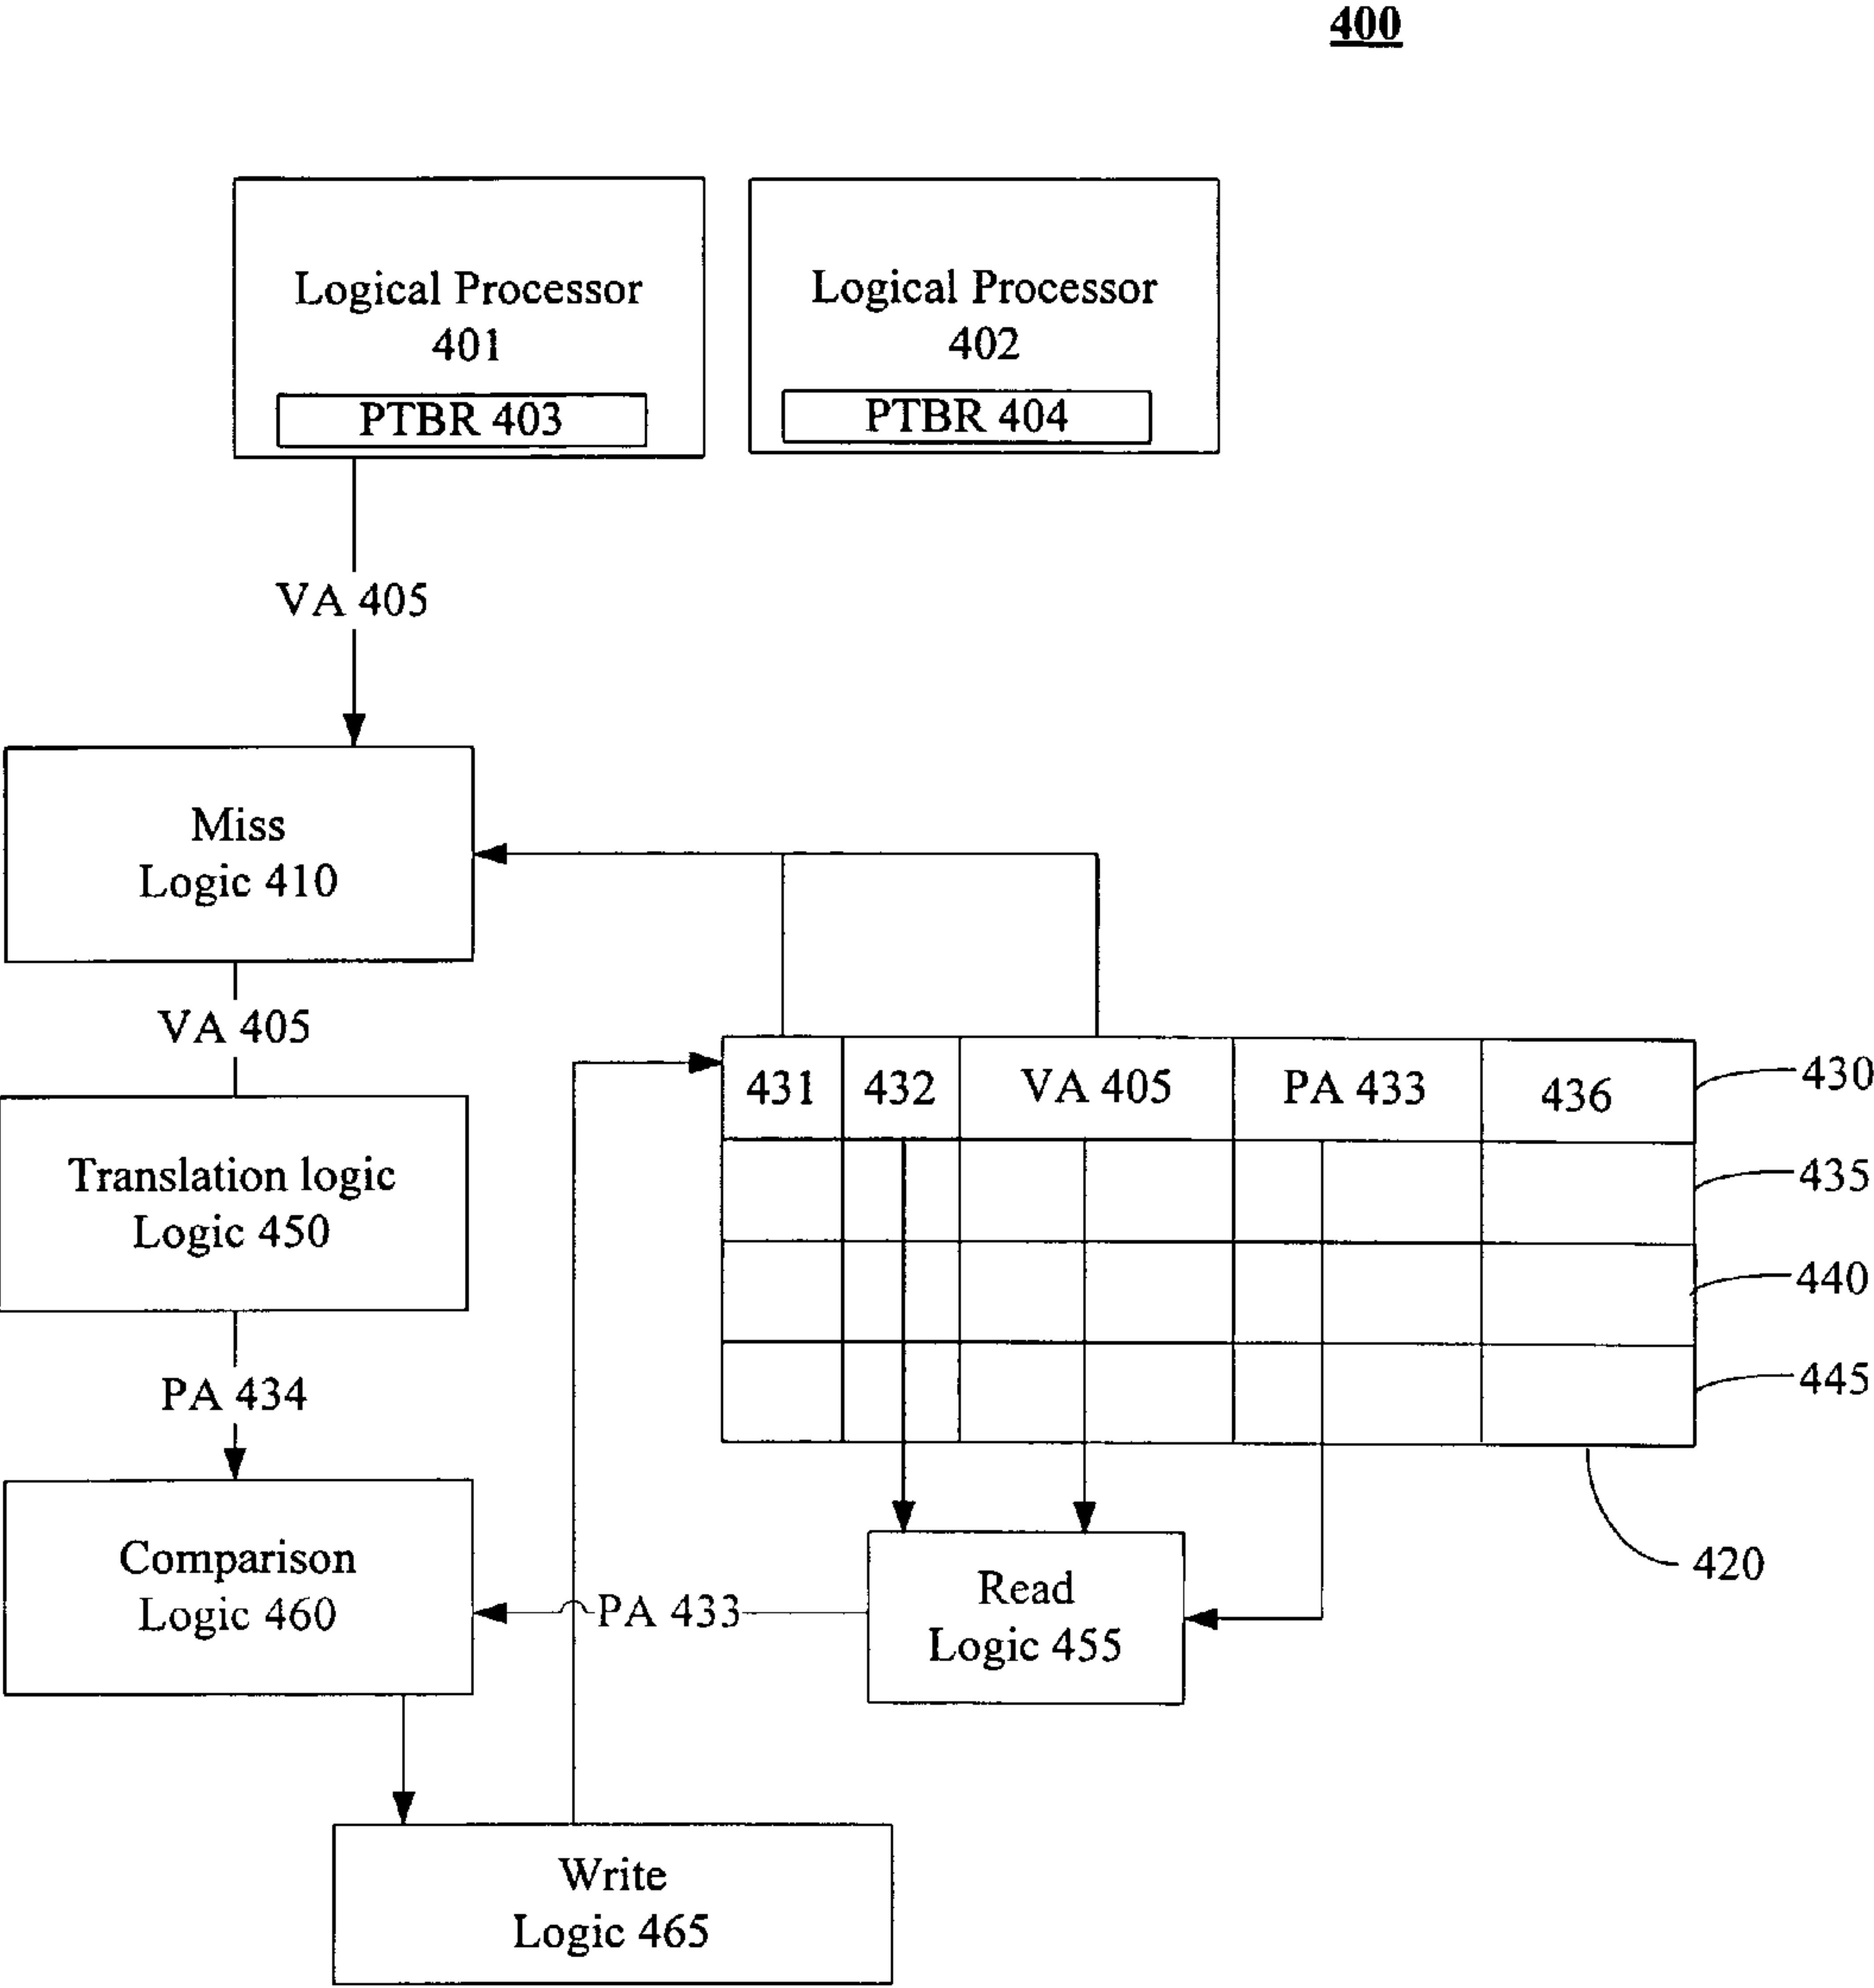 400
Logical Processor
401
PTBR 403
Logical Processor
402
PTBR 404
VA 405
Miss
Logic 410
VA 405
431 432 VA 405 PA 433 436
430
Translation logic
Logic 450
435
440
PA 434
445
Comparison
Logic 460
PA 433
Read
Logic 455
420
Write
Logic 465